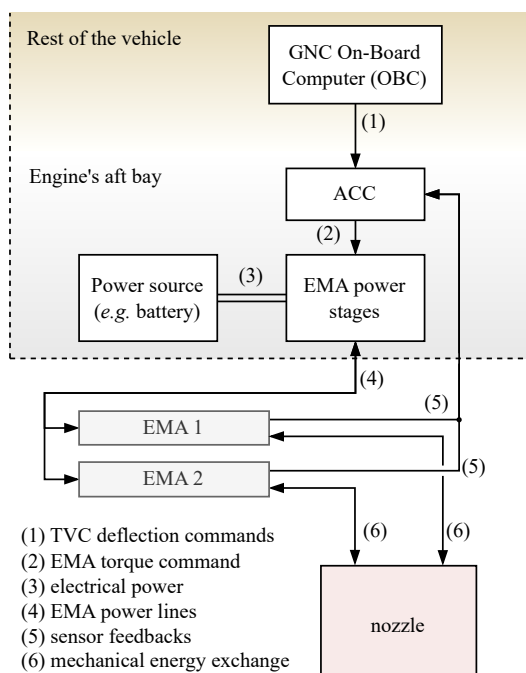 Rest of the vehicle
GNC On-Board
Computer (OBC)
(1)
Engine's aft bay
ACC
(2)
Power source
(e.g. battery)
(3)
EMA power
stages
(4)
(5)
EMA 1
EMA 2
(5)
(6)
(6)
(1) TVC deflection commands
(2) EMA torque command
(3) electrical power
(4) EMA power lines
(5) sensor feedbacks
(6) mechanical energy exchange
nozzle